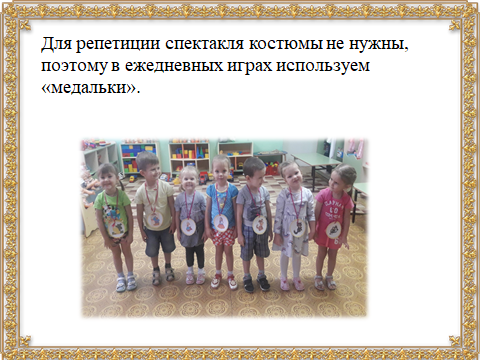 Для репетиции спектакля костюмы не нужны,
поэтому в ежедневных играх используем
«медальки».